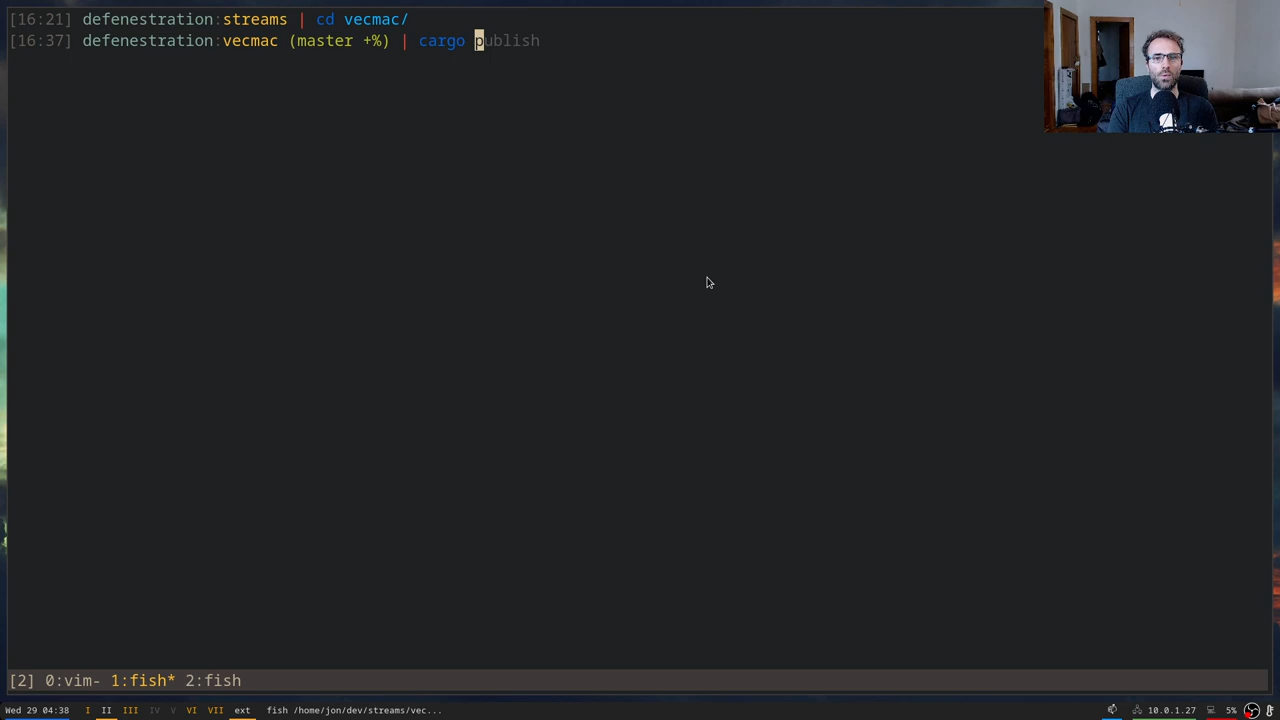 [16:21] defenestration:streams | cd vecmac/
[16:37] defenestration:vecmac (master +%) | cargo publish
[2] 0:vim- 1:fish* 2:fish
Wed 29 04:38 I II III IV V VI VII ext fish /home/jon/dev/streams/vec... 10.0.1.27 5%